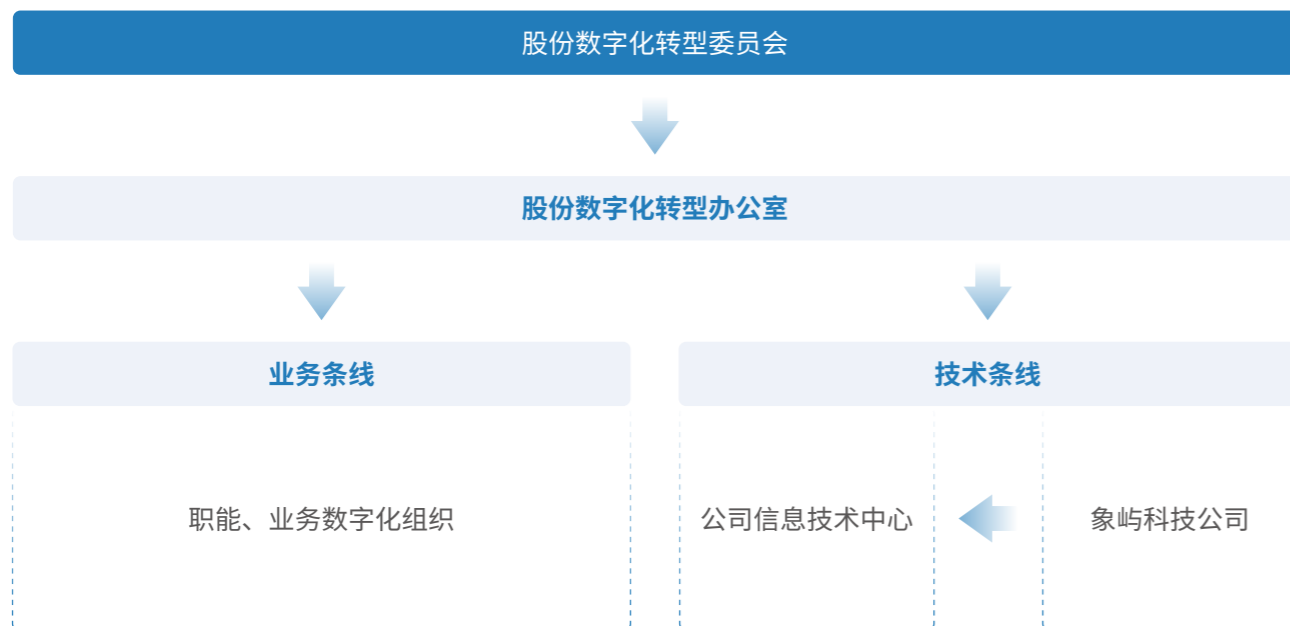 股份数字化转型委员会
股份数字化转型办公室
业务条线
技术条线
职能、业务数字化组织
公司信息技术中心
象屿科技公司